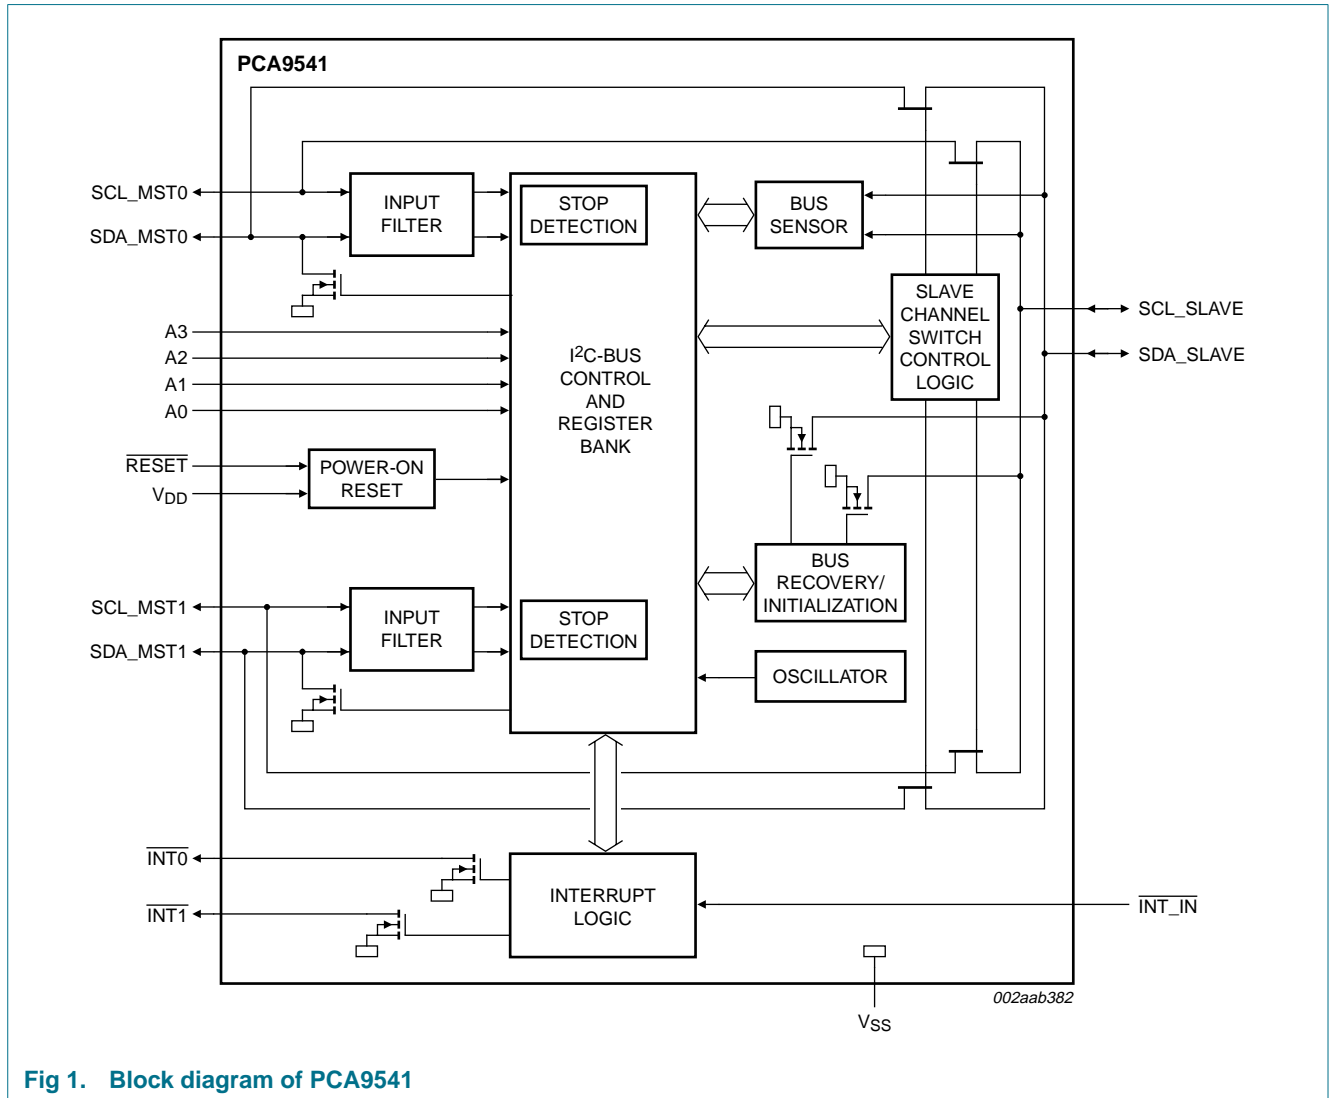 PCA9541
SCL_MST0
SDA_MST0
INPUT
FILTER
STOP
DETECTION
BUS
SENSOR
A3
A2
A1
A0
I2C-BUS
CONTROL
AND
REGISTER
BANK
SLAVE
CHANNEL
SWITCH
CONTROL
LOGIC
SCL_SLAVE
SDA_SLAVE
RESET
VDD
POWER-ON
RESET
BUS
RECOVERY/
INITIALIZATION
SCL_MST1
SDA_MST1
INPUT
FILTER
STOP
DETECTION
OSCILLATOR
INT0
INT1
INTERRUPT
LOGIC
INT_IN
002aab382
VSS
Fig 1. Block diagram of PCA9541